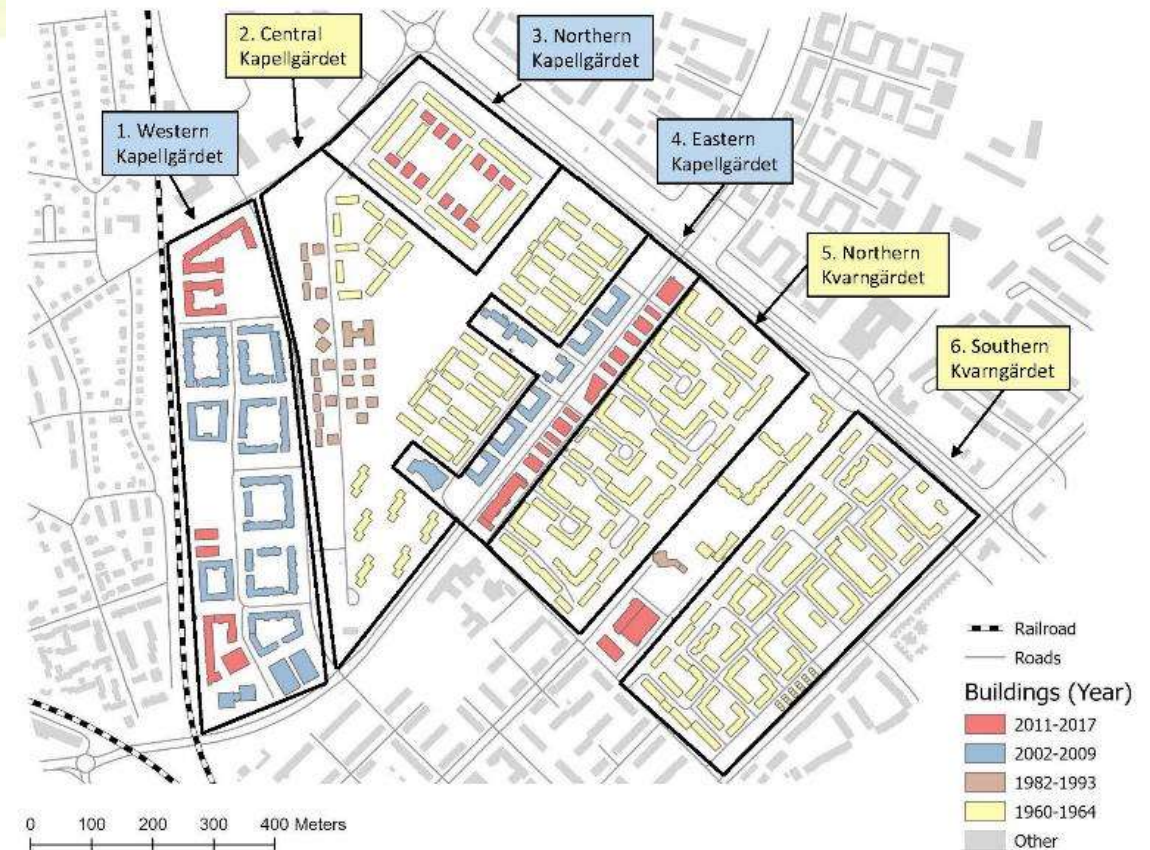 2. Central
Kapellgärdet
3. Northern
Kapellgärdet
1. Western
Kapellgärdet
4. Eastern
Kapellgärdet
5. Northern
Kvarngärdet
6. Southern
Kvarngärdet
Railroad
Roads
Buildings (Year)
2011-2017
2002-2009
1982-1993
1960-1964
Other
0 100 200 300 400 Meters